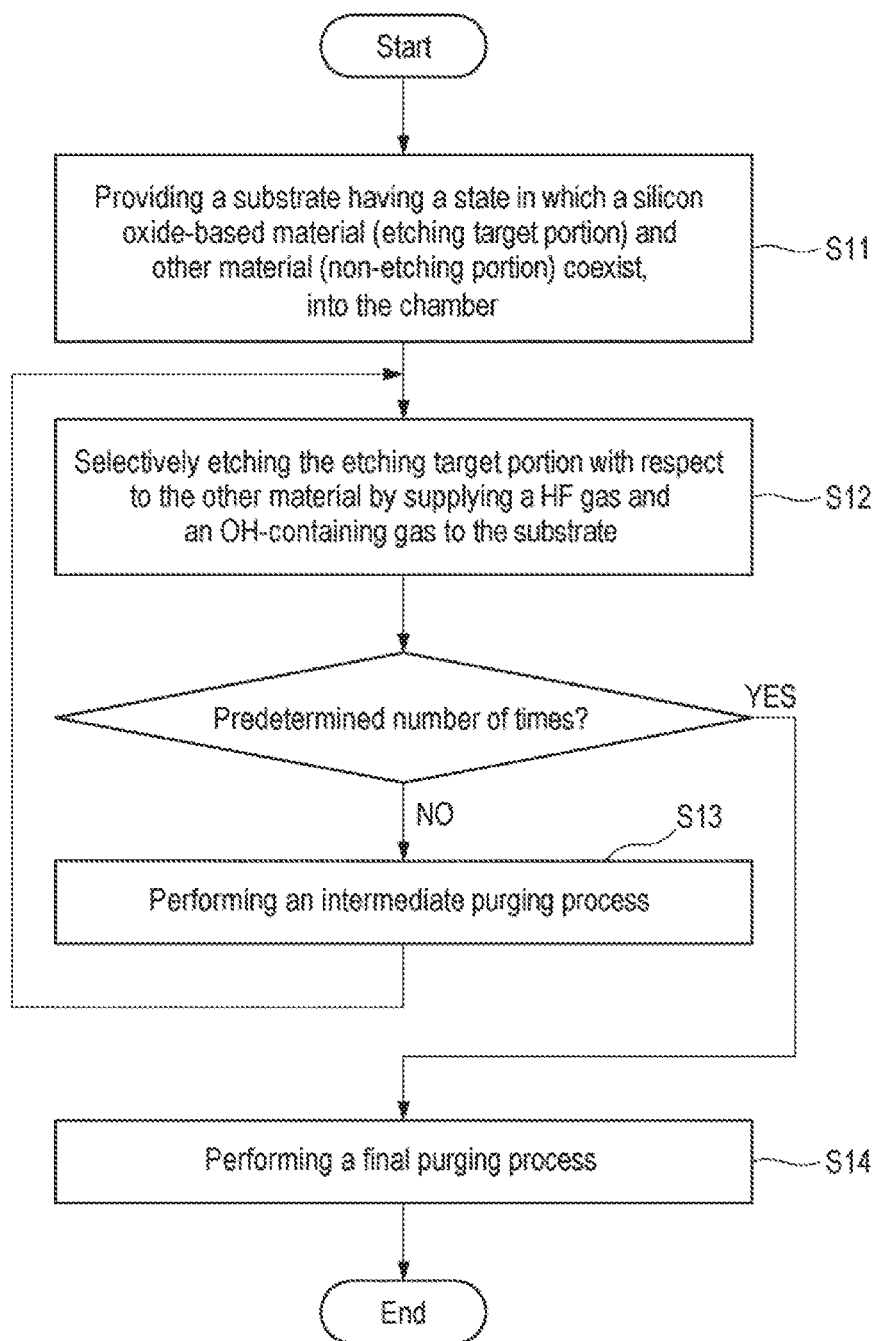 Start
Providing a substrate having a state in which a silicon
oxide-based material (etching target portion) and
other material (non-etching portion) coexist,
into the chamber
S11
Selectively etching the etching target portion with respect
to the other material by supplying a HF gas and
an OH-containing gas to the substrate
S12
Predetermined number of times?
YES
NO
S13
Performing an intermediate purging process
Performing a final purging process
S14
End